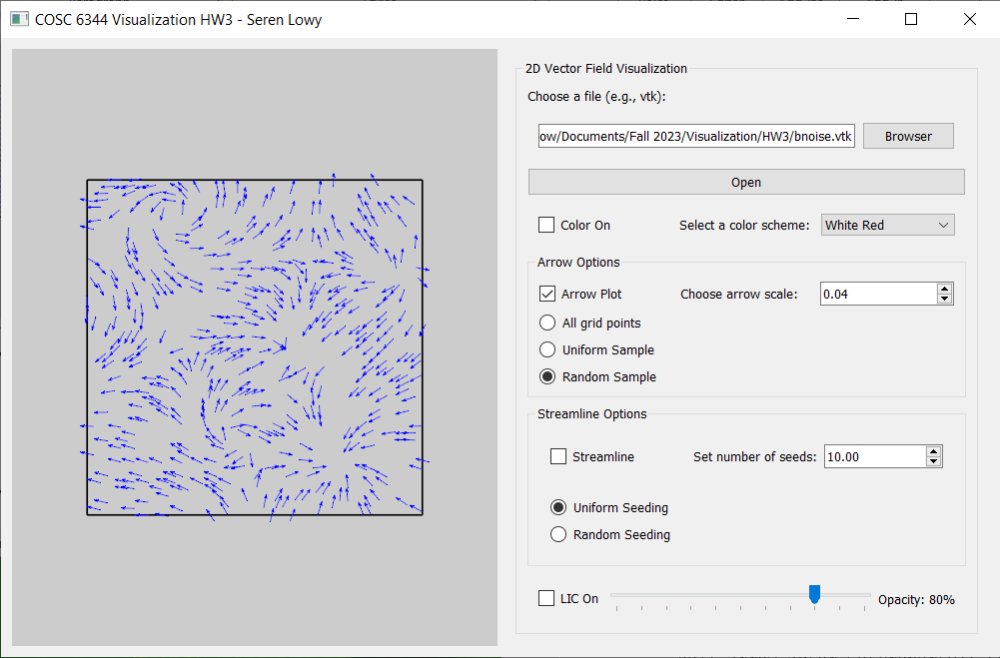 COSC 6344 Visualization HW3 - Seren Lowy
2D Vector Field Visualization
Choose a file (e.g., vtk):
ow/Documents/Fall 2023/Visualization/HW3/bnoise.vtk
Browser
Open
Color On
Select a color scheme:
White Red
Arrow Options
Arrow Plot
Choose arrow scale:
0.04
All grid points
Uniform Sample
Random Sample
Streamline Options
Streamline
Set number of seeds:
10.00
Uniform Seeding
Random Seeding
LIC On
Opacity: 80%